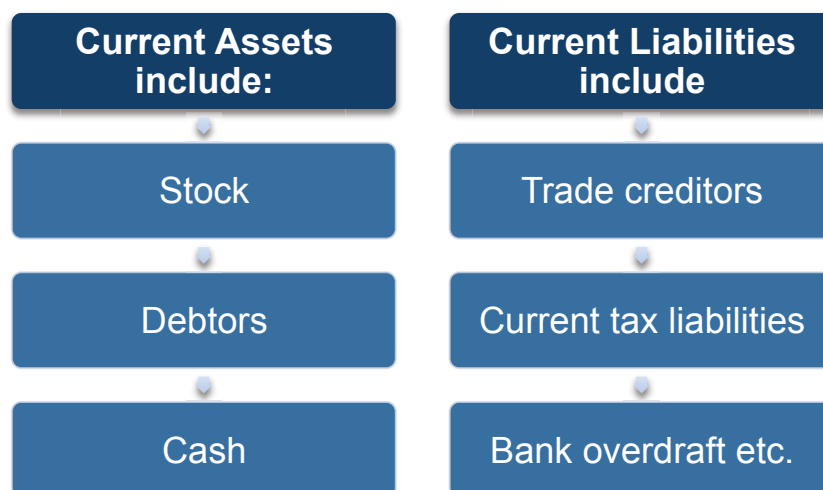 Current Assets
include:
Stock
Debtors
Cash
Current Liabilities
include
Trade creditors
Current tax liabilities
Bank overdraft etc.